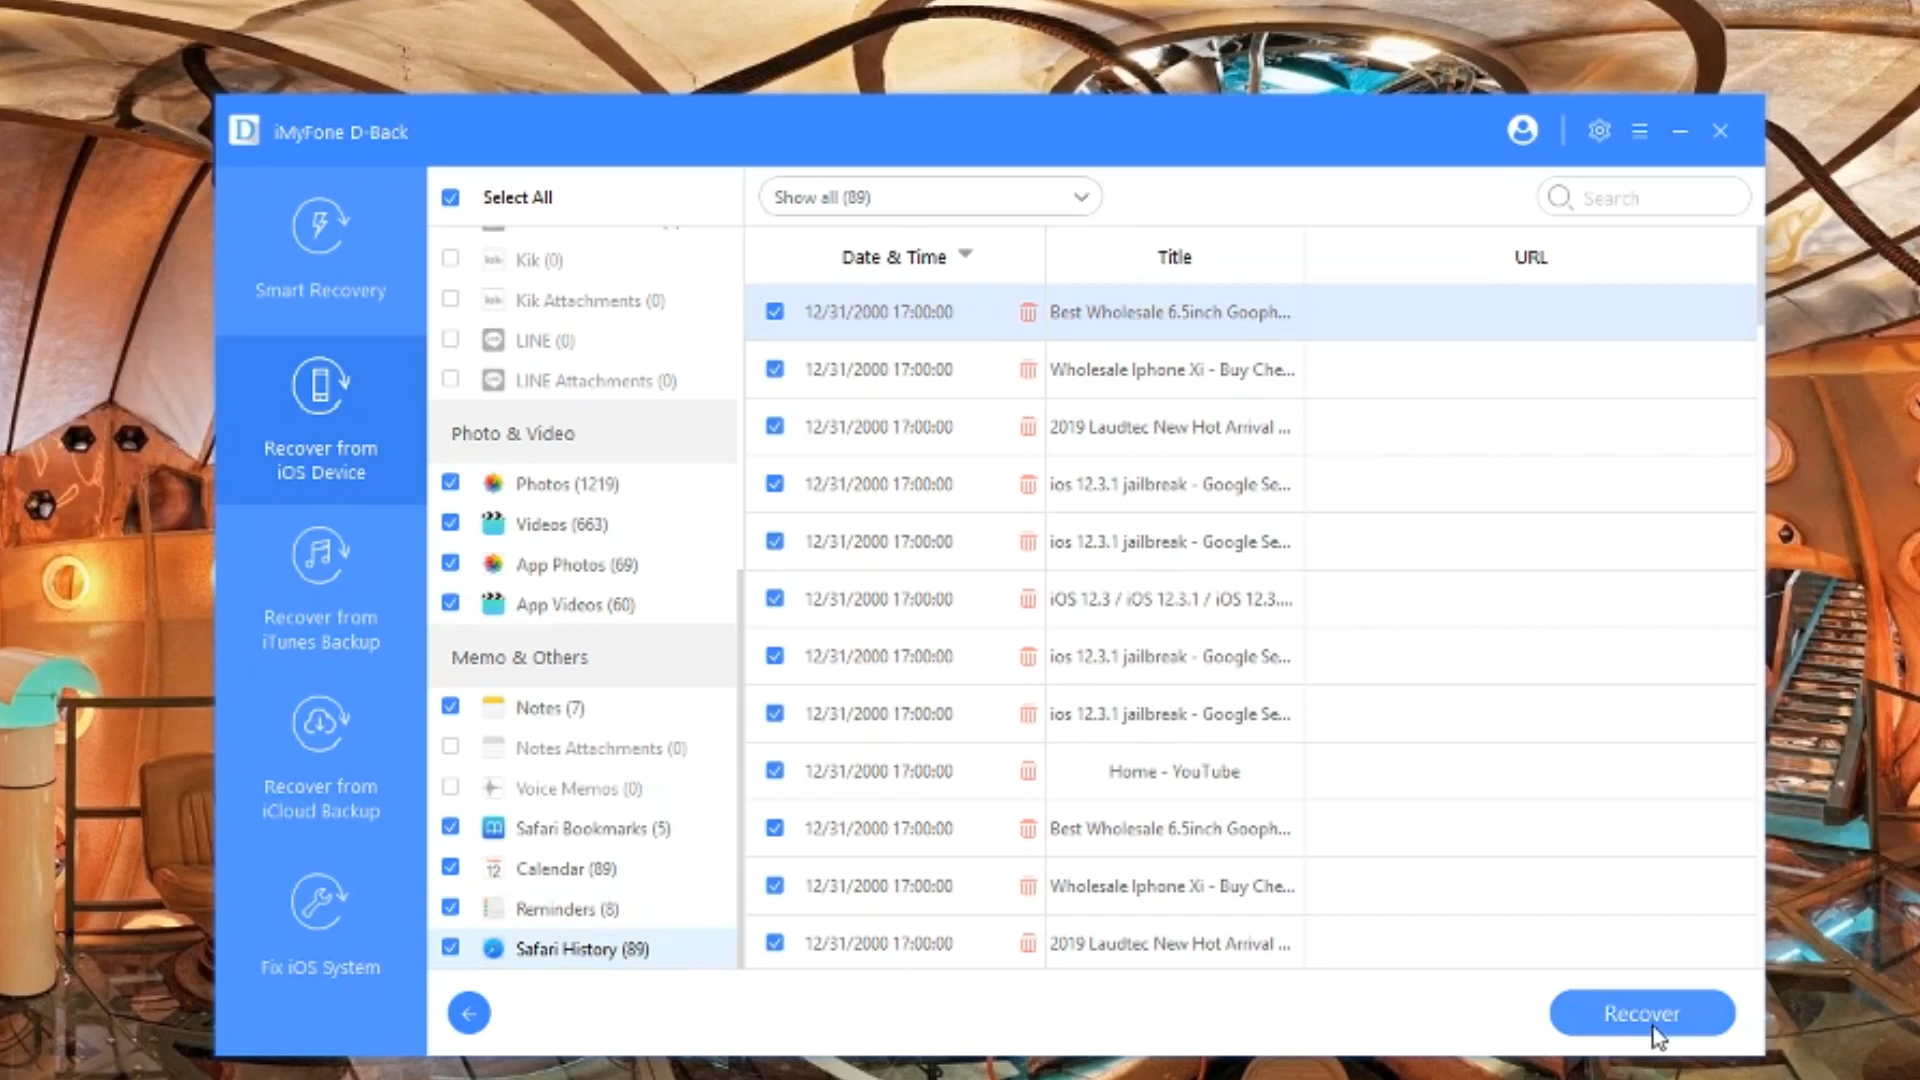 iMyFone D-Back
Smart Recovery
Recover from
iOS Device
Recover from
iTunes Backup
Recover from
iCloud Backup
Fix iOS System
Select All
Kik (0)
Kik Attachments (0)
LINE (0)
LINE Attachments (0)
Photo & Video
Photos (1219)
Videos (663)
App Photos (69)
App Videos (60)
Memo & Others
Notes (7)
Notes Attachments (0)
Voice Memos (0)
Safari Bookmarks (5)
Calendar (89)
Reminders (8)
Safari History (89)
Show all (89)
Search
Date & Time Title URL
12/31/2000 17:00:00 Best Wholesale 6.5inch Gooph...
12/31/2000 17:00:00 Wholesale Iphone Xi - Buy Che...
12/31/2000 17:00:00 2019 Laudtec New Hot Arrival ...
12/31/2000 17:00:00 ios 12.3.1 jailbreak - Google Se...
12/31/2000 17:00:00 ios 12.3.1 jailbreak - Google Se...
12/31/2000 17:00:00 iOS 12.3 / iOS 12.3.1 / iOS 12.3....
12/31/2000 17:00:00 ios 12.3.1 jailbreak - Google Se...
12/31/2000 17:00:00 ios 12.3.1 jailbreak - Google Se...
12/31/2000 17:00:00 Home - YouTube
12/31/2000 17:00:00 Best Wholesale 6.5inch Gooph...
12/31/2000 17:00:00 Wholesale Iphone Xi - Buy Che...
12/31/2000 17:00:00 2019 Laudtec New Hot Arrival ...
Recover